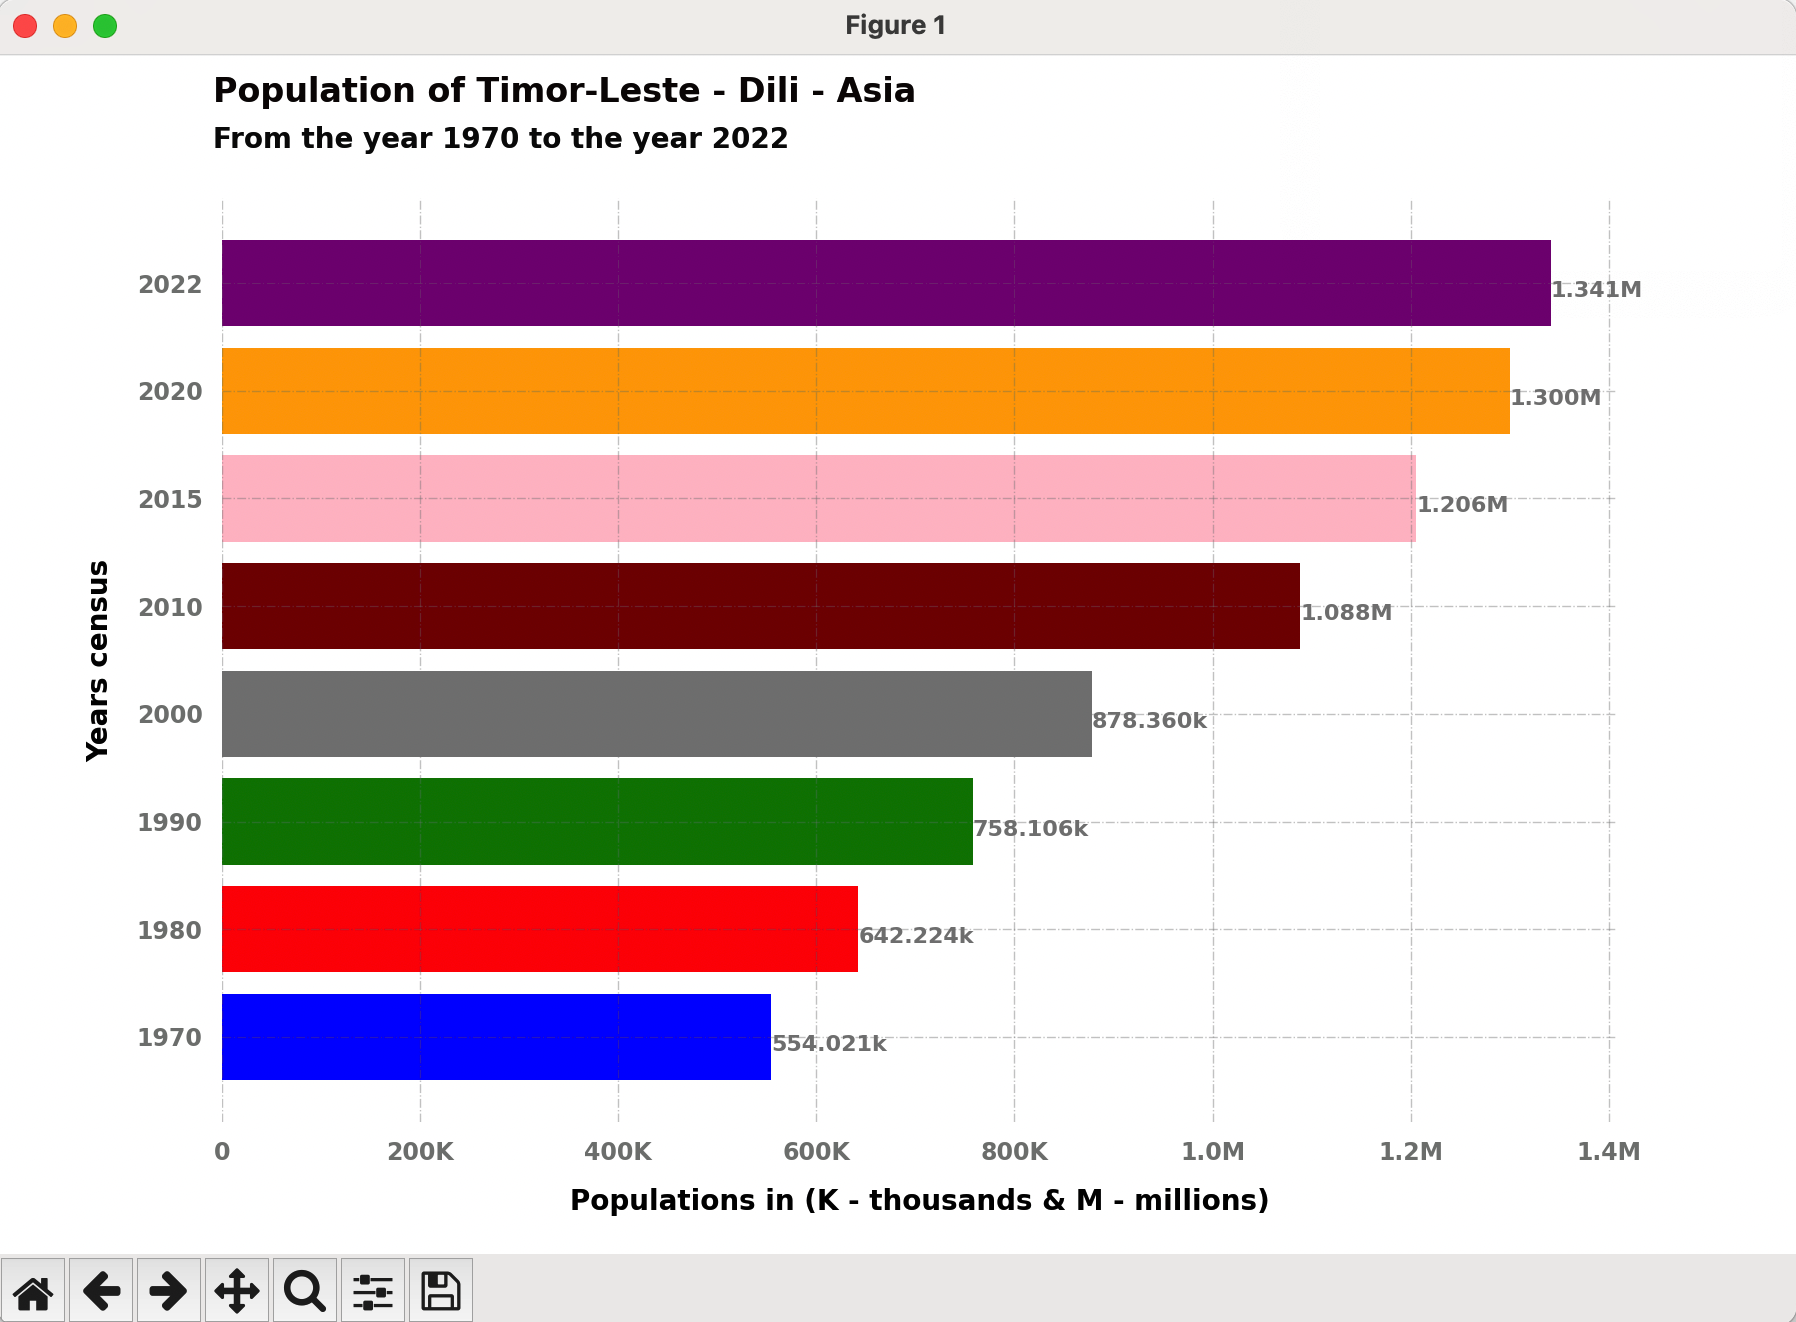 Figure 1
Population of Timor-Leste - Dili - Asia
From the year 1970 to the year 2022
2022
1.341M
2020
1.300M
2015
1.206M
2010
1.088M
2000
878.360k
1990
758.106k
1980
642.224k
1970
554.021k
Years census
0 200K 400K 600K 800K 1.0M 1.2M 1.4M
Populations in (K - thousands & M - millions)